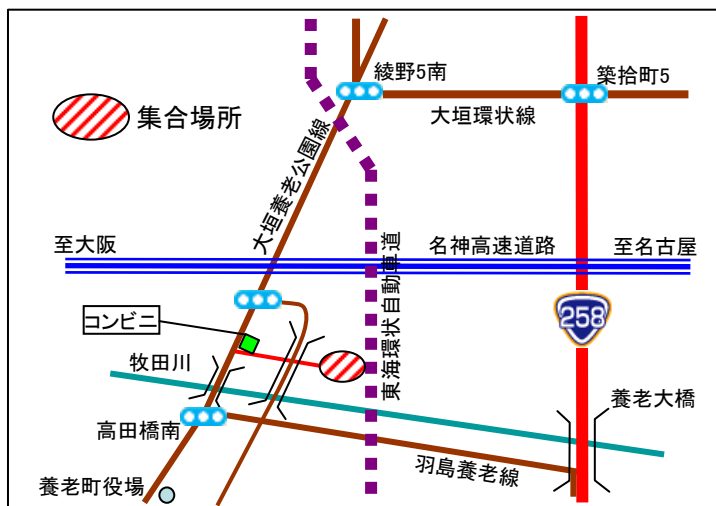 綾野5南
築拾町5
集合場所
大垣環状線
大垣養老公園線
至大阪
名神高速道路
至名古屋
東海環状自動車道
コンビニ
258
牧田川
養老大橋
高田橋南
羽島養老線
養老町役場